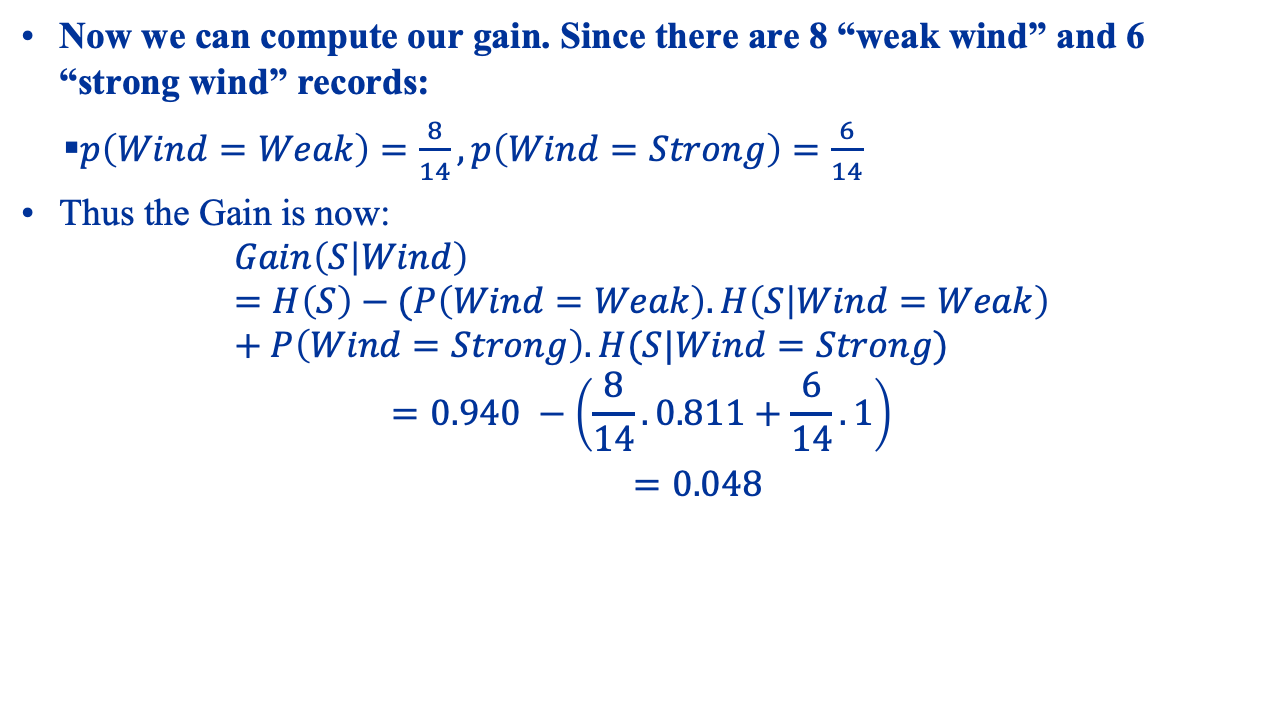 • Now we can compute our gain. Since there are 8 “weak wind” and 6
“strong wind” records:
▪p(Wind = Weak) = 8/14, p(Wind = Strong) = 6/14
• Thus the Gain is now:
Gain(S|Wind)
= H(S) − (P(Wind = Weak). H(S|Wind = Weak)
+ P(Wind = Strong). H(S|Wind = Strong)
= 0.940 − (8/14 . 0.811 + 6/14 . 1)
= 0.048